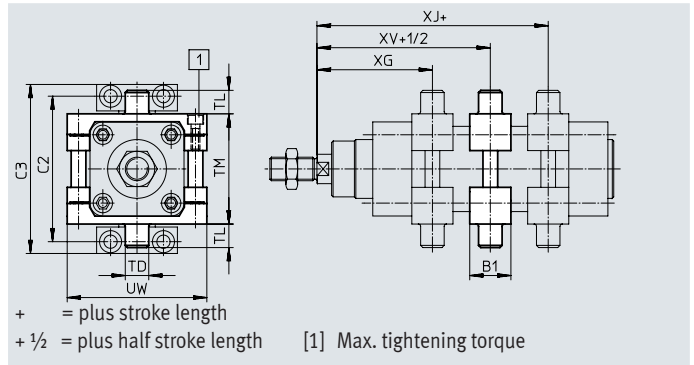 XJ+
XV+1/2
XG
1
TL
C3
C2
TM
TL
TD
UW
B1
+ = plus stroke length
+ ½ = plus half stroke length [1] Max. tightening torque